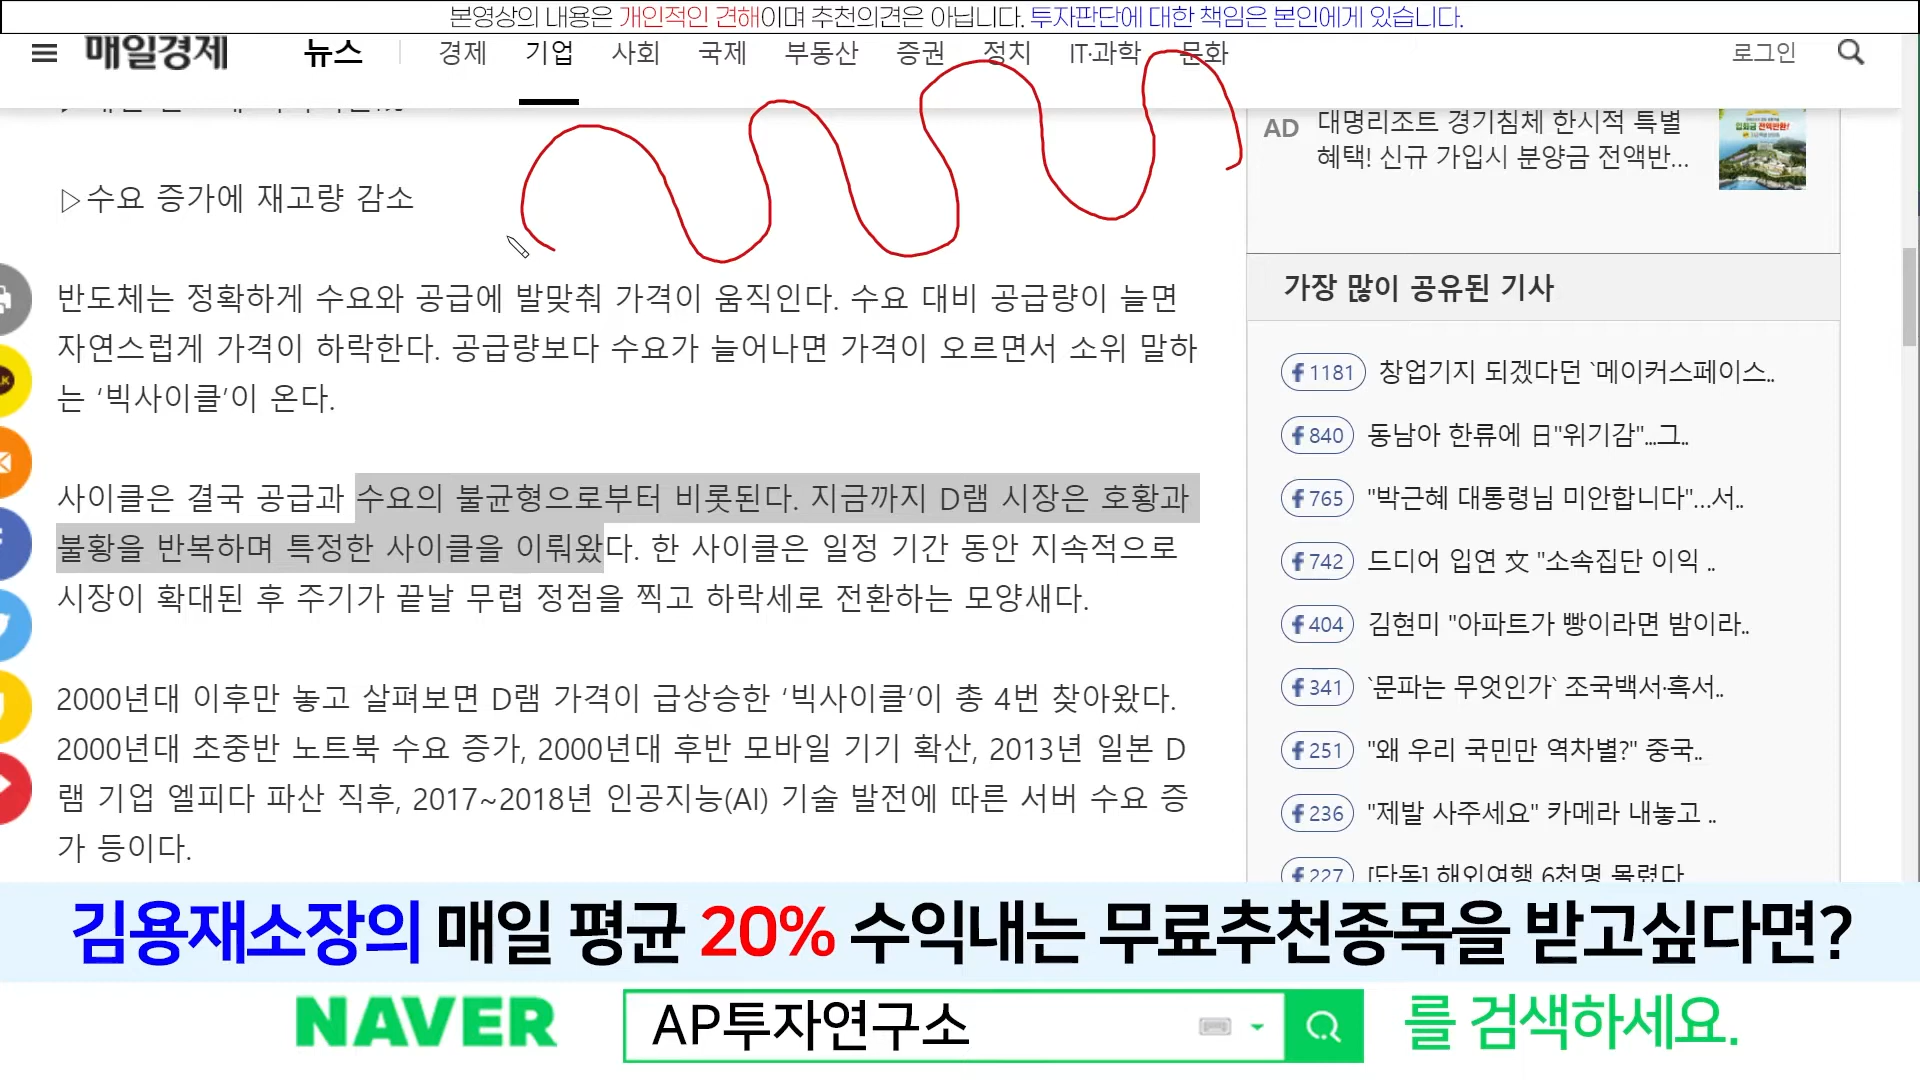 본영상의 내용은 개인적인 견해이며 추천의견은 아닙니다. 투자판단에 대한 책임은 본인에게 있습니다.
매일경제 뉴스 경제 기업 사회 국제 부동산 증권 정치 IT·과학 문화 로그인
▷수요 증가에 재고량 감소
반도체는 정확하게 수요와 공급에 발맞춰 가격이 움직인다. 수요 대비 공급량이 늘면
자연스럽게 가격이 하락한다. 공급량보다 수요가 늘어나면 가격이 오르면서 소위 말하
는 ‘빅사이클’이 온다.
사이클은 결국 공급과 수요의 불균형으로부터 비롯된다. 지금까지 D램 시장은 호황과
불황을 반복하며 특정한 사이클을 이뤄왔다. 한 사이클은 일정 기간 동안 지속적으로
시장이 확대된 후 주기가 끝날 무렵 정점을 찍고 하락세로 전환하는 모양새다.
2000년대 이후만 놓고 살펴보면 D램 가격이 급상승한 ‘빅사이클’이 총 4번 찾아왔다.
2000년대 초중반 노트북 수요 증가, 2000년대 후반 모바일 기기 확산, 2013년 일본 D
램 기업 엘피다 파산 직후, 2017~2018년 인공지능(AI) 기술 발전에 따른 서버 수요 증
가 등이다.
AD 대명리조트 경기침체 한시적 특별
혜택! 신규 가입시 분양금 전액반...
가장 많이 공유된 기사
1181 창업기지 되겠다던 `메이커스페이스..
840 동남아 한류에 日"위기감"...그..
765 "박근혜 대통령님 미안합니다"...서..
742 드디어 입연 文 "소속집단 이익 ..
404 김현미 "아파트가 빵이라면 밤이라..
341 `문파는 무엇인가` 조국백서·흑서..
251 "왜 우리 국민만 역차별?" 중국..
236 "제발 사주세요" 카메라 내놓고 ..
227 [단독] 해외여행 6천명 몰렸다
김용재소장의 매일 평균 20% 수익내는 무료추천종목을 받고싶다면?
NAVER AP투자연구소 를 검색하세요.